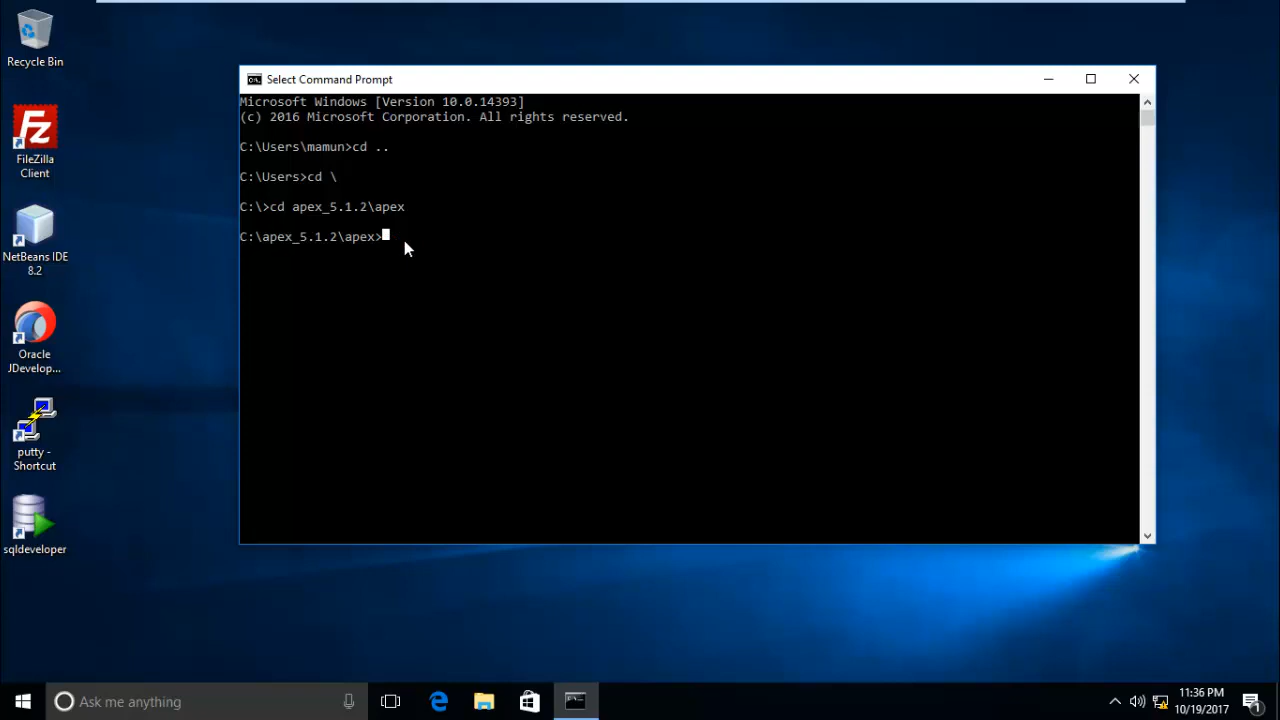 Recycle Bin
FileZilla
Client
NetBeans IDE
8.2
Oracle
JDevelop...
putty -
Shortcut
sqldeveloper
Select Command Prompt
Microsoft Windows [Version 10.0.14393]
(c) 2016 Microsoft Corporation. All rights reserved.
C:\Users\mamun>cd ..
C:\Users>cd \
C:\>cd apex_5.1.2\apex
C:\apex_5.1.2\apex>
Ask me anything
11:36 PM
10/19/2017
1